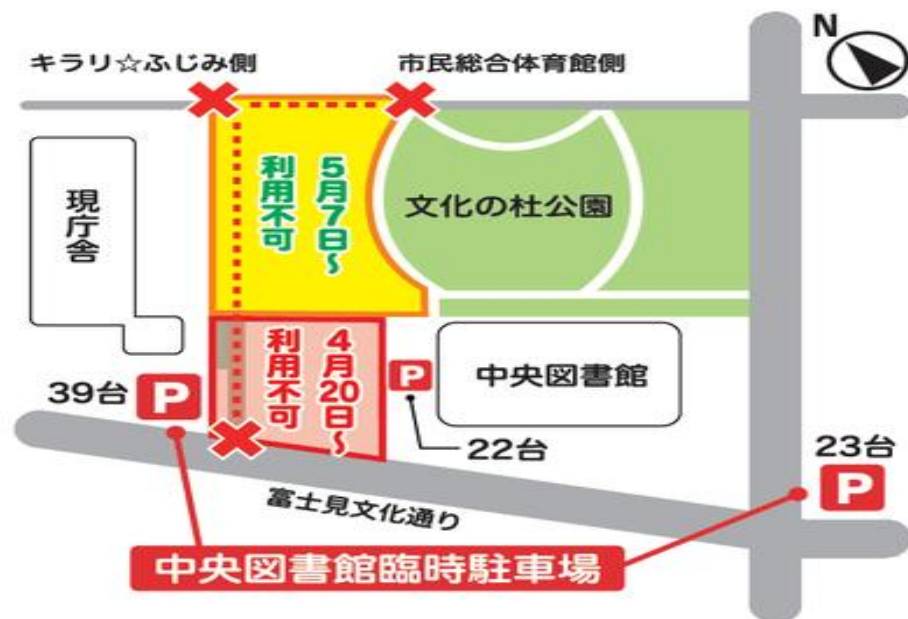 N
キラリ☆ふじみ側
市民総合体育館側
現庁舎
5月7日～
利用不可
文化の杜公園
4月20日～
利用不可
P
中央図書館
39台
P
22台
23台
P
富士見文化通り
中央図書館臨時駐車場